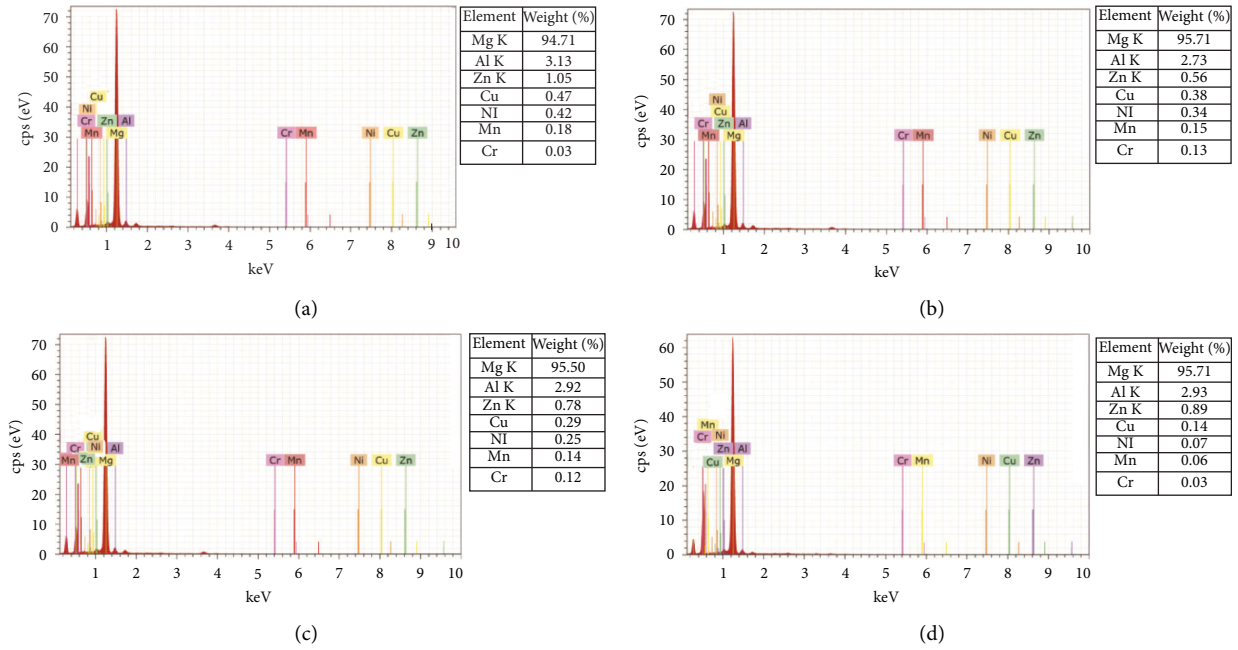 70
60
50
40
30
20
10
0
cps (eV)
Cu
Ni
Cr Zn Al
Mn Mg
Cr Mn Ni Cu Zn
1 2 3 4 5 6 7 8 9 10
keV
Element Weight (%)
Mg K 94.71
Al K 3.13
Zn K 1.05
Cu 0.47
NI 0.42
Mn 0.18
Cr 0.03
(a)
70
60
50
40
30
20
10
0
cps (eV)
Ni
Cu
Cr Zn Al
Mn Mg
Cr Mn Ni Cu Zn
1 2 3 4 5 6 7 8 9 10
keV
Element Weight (%)
Mg K 95.71
Al K 2.73
Zn K 0.56
Cu 0.38
NI 0.34
Mn 0.15
Cr 0.13
(b)
70
60
50
40
30
20
10
0
cps (eV)
Cu
Cr Ni Al
Mn Zn Mg
Cr Mn Ni Cu Zn
1 2 3 4 5 6 7 8 9 10
keV
Element Weight (%)
Mg K 95.50
Al K 2.92
Zn K 0.78
Cu 0.29
NI 0.25
Mn 0.14
Cr 0.12
(c)
60
50
40
30
20
10
0
cps (eV)
Mn
Cr Ni
Zn Al
Cu Mg
Cr Mn Ni Cu Zn
1 2 3 4 5 6 7 8 9 10
keV
Element Weight (%)
Mg K 95.71
Al K 2.93
Zn K 0.89
Cu 0.14
NI 0.07
Mn 0.06
Cr 0.03
(d)